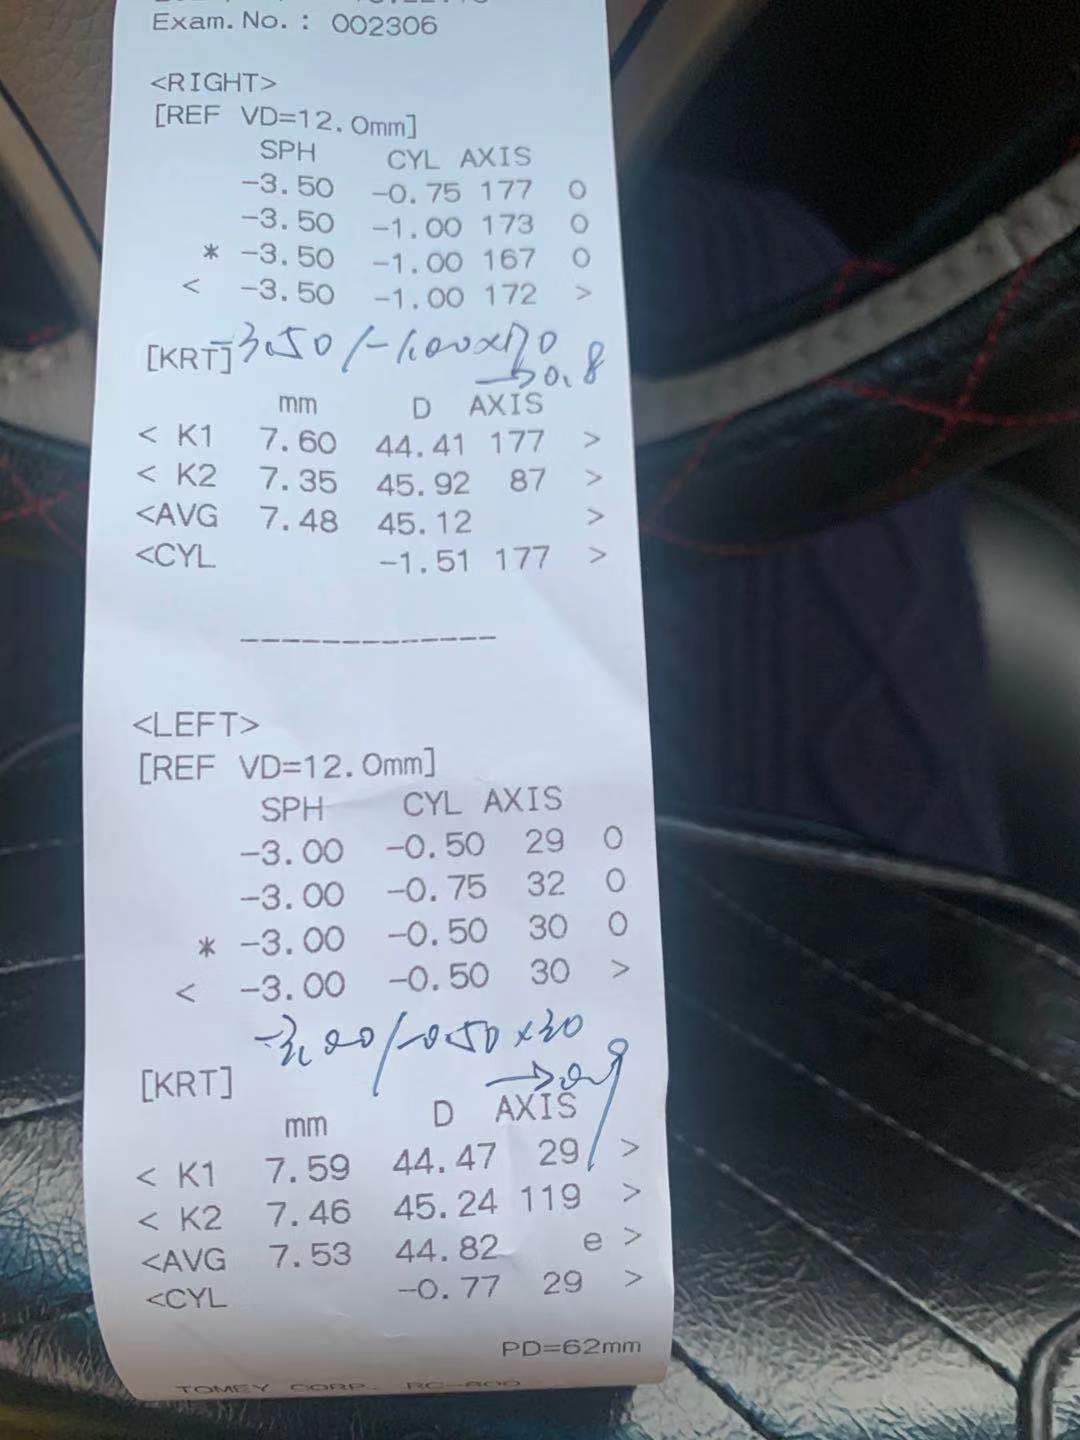 Exam.No.: 002306
<RIGHT>
[REF VD=12.0mm]
SPH CYL AXIS
-3.50 -0.75 177 O
-3.50 -1.00 173 O
* -3.50 -1.00 167 O
< -3.50 -1.00 172 >
-3.50/-1.00×170
[KRT]
→0.8
mm D AXIS
< K1 7.60 44.41 177 >
< K2 7.35 45.92 87 >
<AVG 7.48 45.12 >
<CYL -1.51 177 >
-------------
<LEFT>
[REF VD=12.0mm]
SPH CYL AXIS
-3.00 -0.50 29 O
-3.00 -0.75 32 O
* -3.00 -0.50 30 O
< -3.00 -0.50 30 >
-3.00/-0.50×30
[KRT]
→0.9
mm D AXIS
< K1 7.59 44.47 29 >
< K2 7.46 45.24 119 >
<AVG 7.53 44.82 e >
<CYL -0.77 29 >
PD=62mm
TOMEY CORP. RC-800